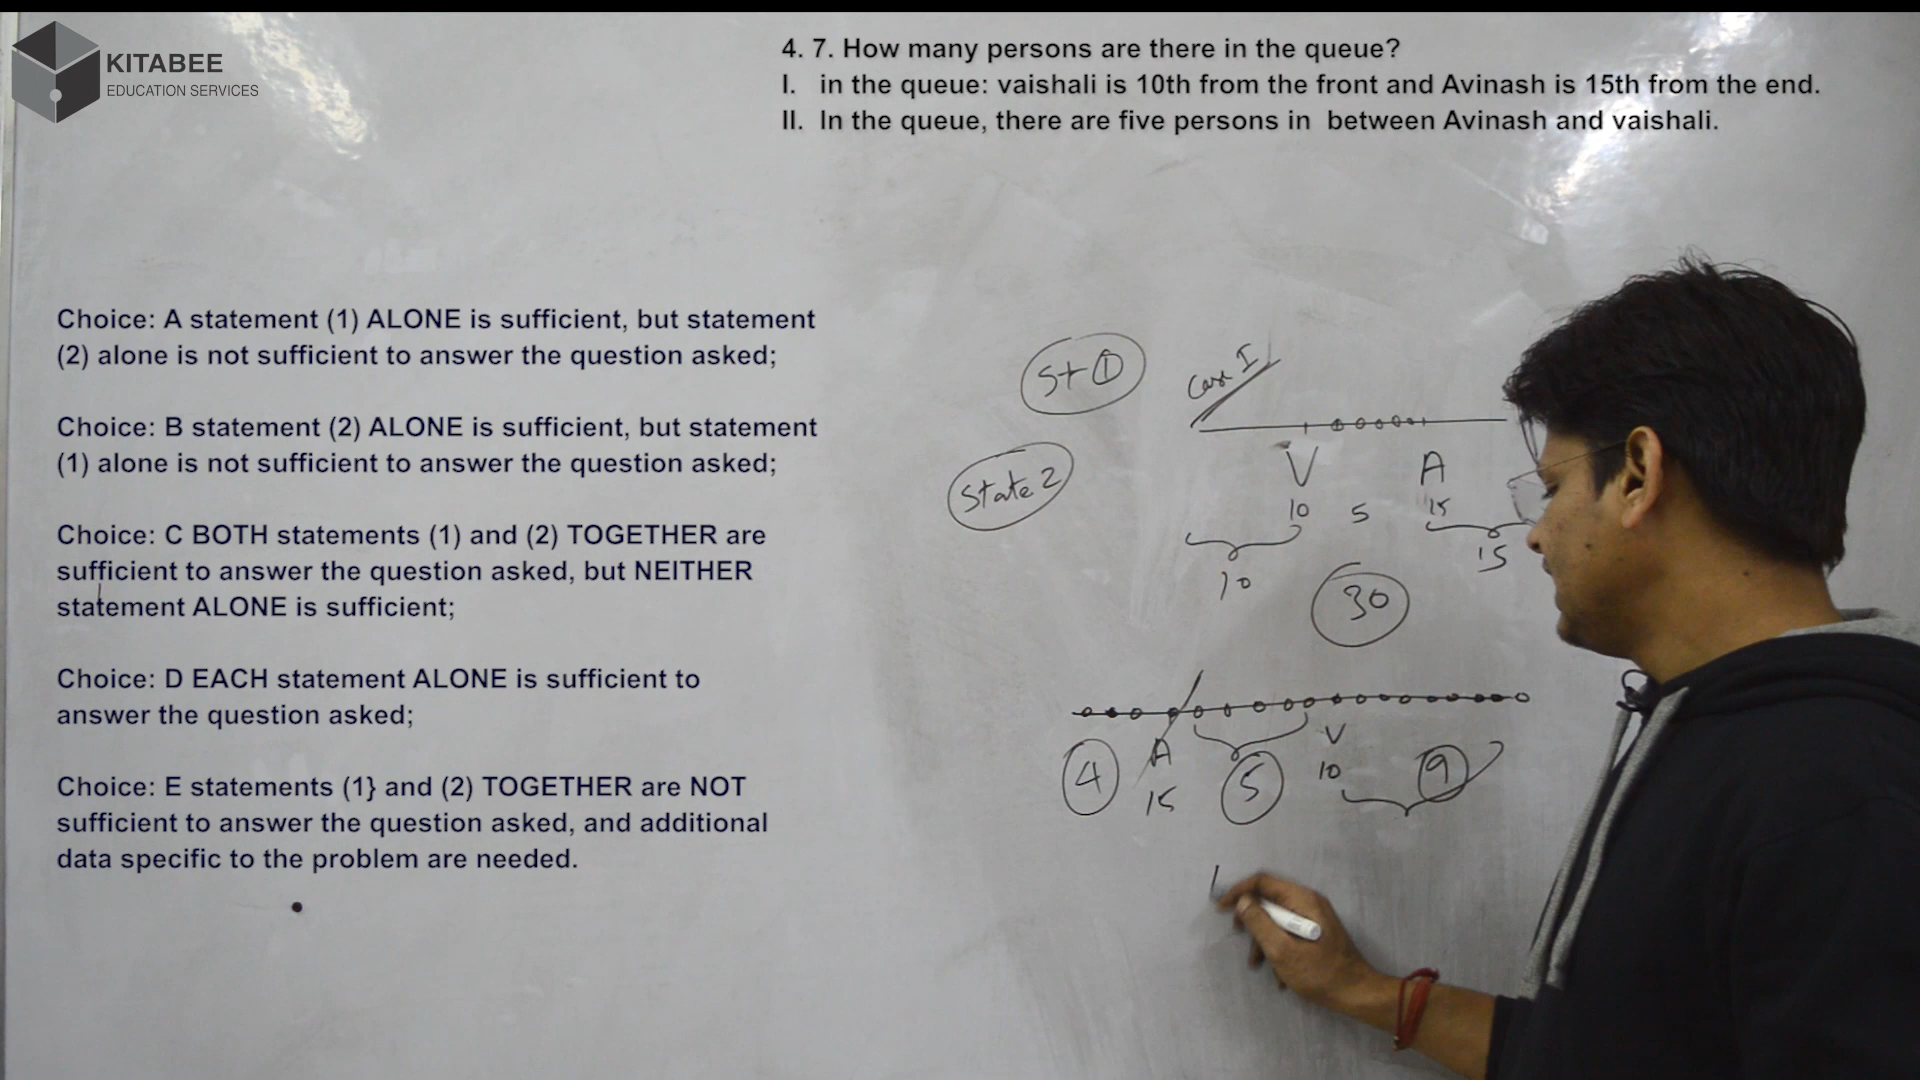 KITABEE
EDUCATION SERVICES
4. 7. How many persons are there in the queue?
I. in the queue: vaishali is 10th from the front and Avinash is 15th from the end.
II. In the queue, there are five persons in between Avinash and vaishali.
Choice: A statement (1) ALONE is sufficient, but statement
(2) alone is not sufficient to answer the question asked;
Choice: B statement (2) ALONE is sufficient, but statement
(1) alone is not sufficient to answer the question asked;
Choice: C BOTH statements (1) and (2) TOGETHER are
sufficient to answer the question asked, but NEITHER
statement ALONE is sufficient;
Choice: D EACH statement ALONE is sufficient to
answer the question asked;
Choice: E statements (1} and (2) TOGETHER are NOT
sufficient to answer the question asked, and additional
data specific to the problem are needed.
St ①
Case I
State 2
V A
10 5 15
10 15
30
A V
4 15 5 10 9